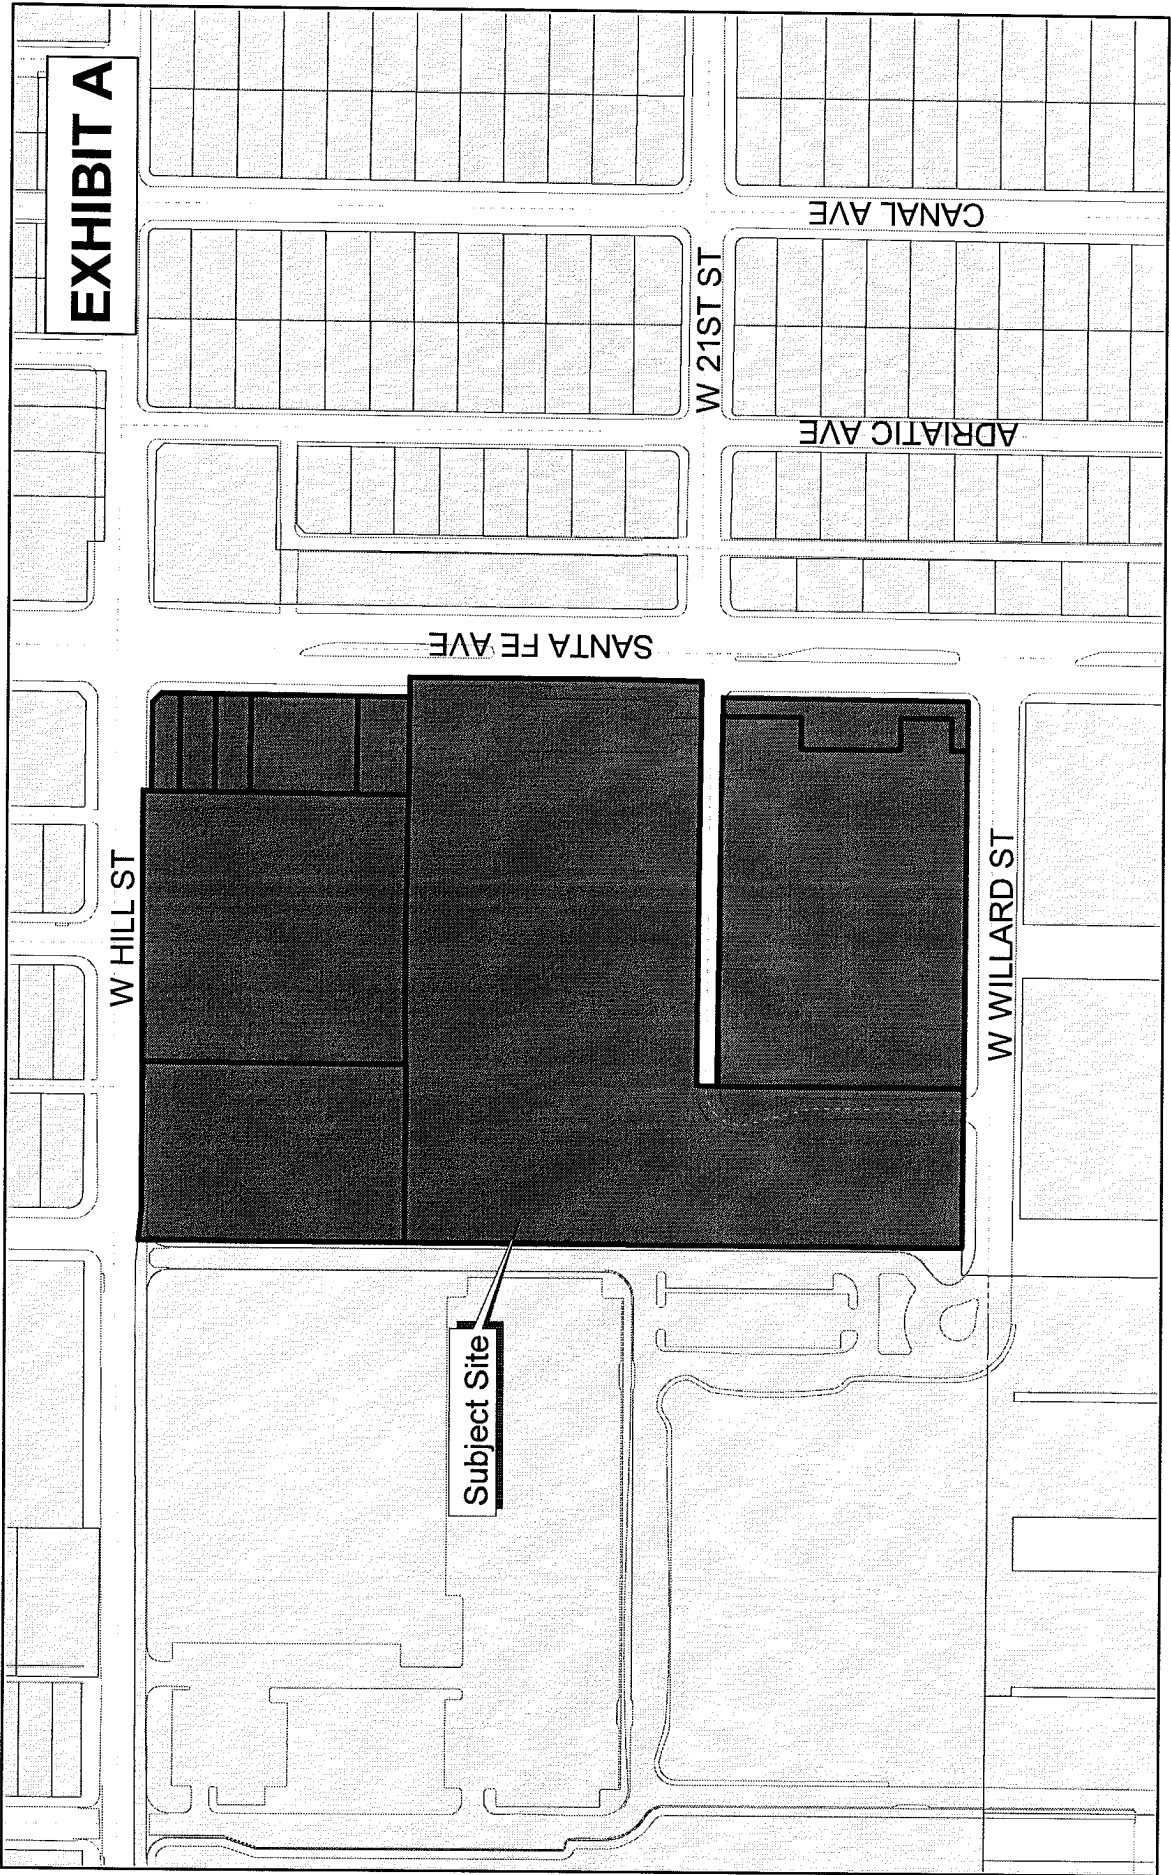 EXHIBIT A
CANAL AVE
W 21ST ST
ADRIATIC AVE
SANTA FE AVE
W HILL ST
W WILLARD ST
Subject Site